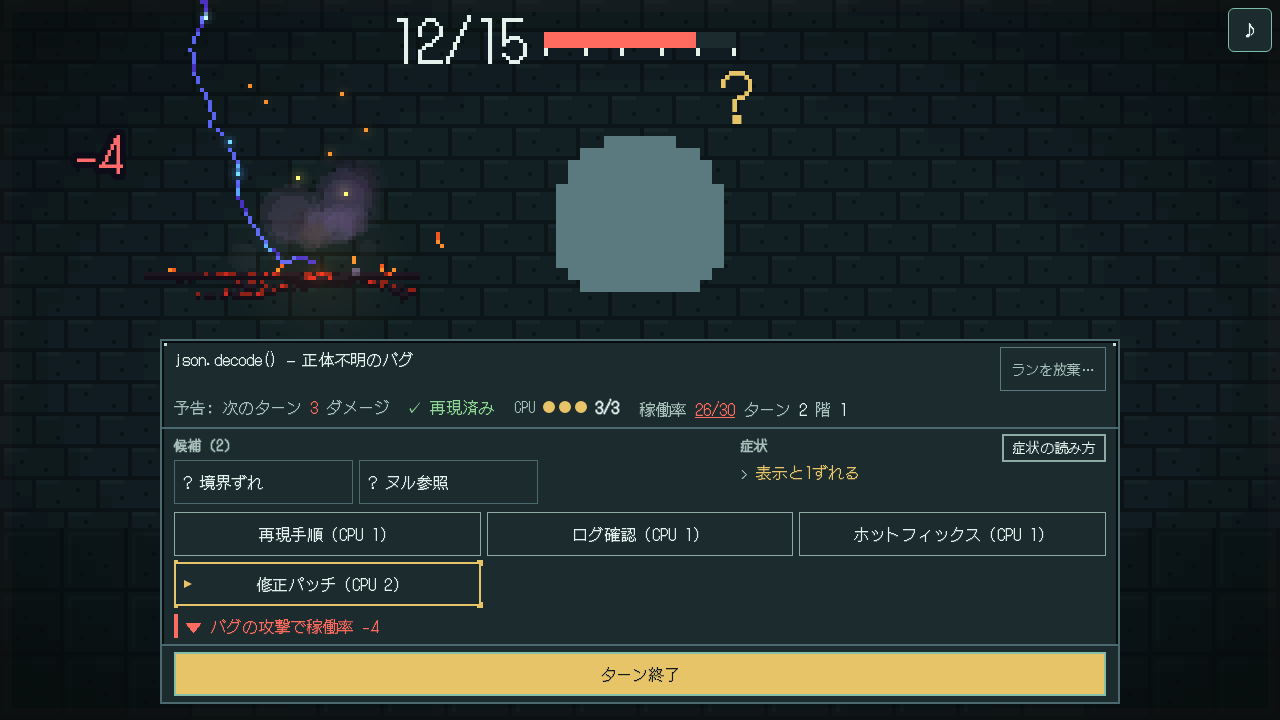 12/15
♪
?
-4
json.decode() - 正体不明のバグ
ランを放棄…
予告: 次のターン 3 ダメージ ✓ 再現済み CPU 3/3 稼働率 26/30 ターン 2 階 1
候補 (2)
症状
症状の読み方
? 境界ずれ
? ヌル参照
> 表示と1ずれる
再現手順 (CPU 1)
ログ確認 (CPU 1)
ホットフィックス (CPU 1)
▶ 修正パッチ (CPU 2)
▼ バグの攻撃で稼働率 -4
ターン終了